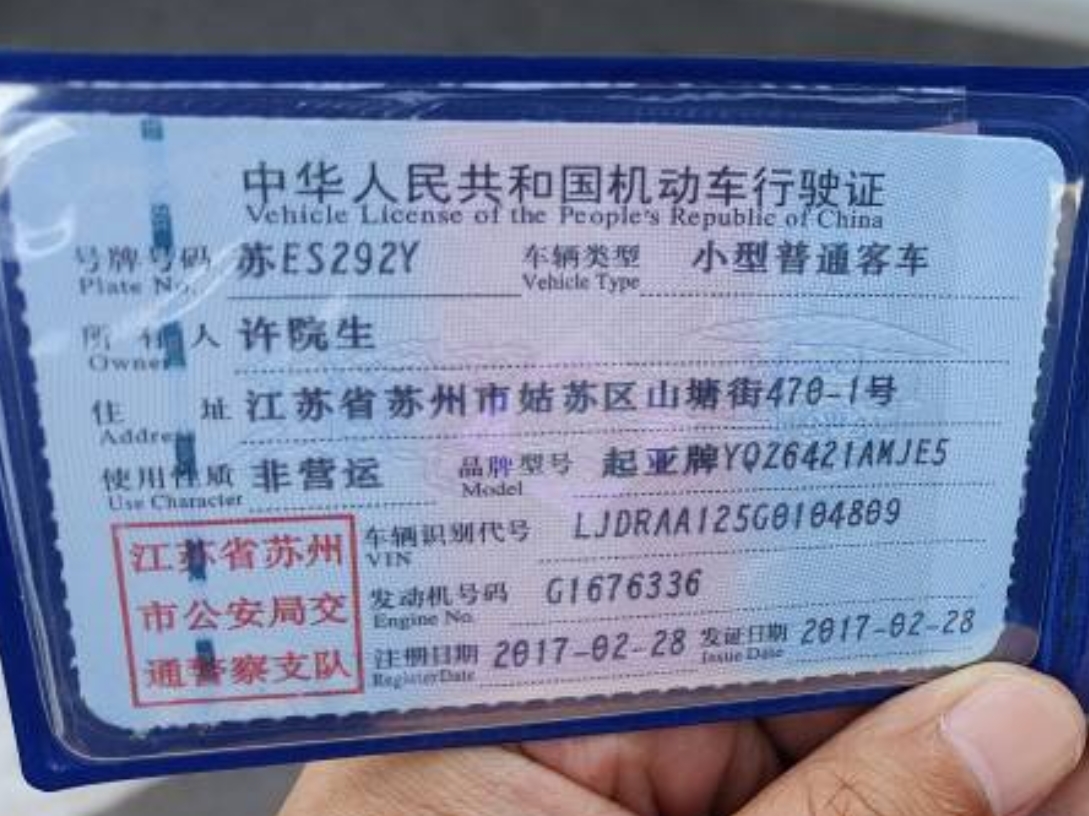 中华人民共和国机动车行驶证
Vehicle License of the People's Republic of China
号牌号码 苏ES292Y 车辆类型 小型普通客车
Plate No. Vehicle Type
所有人 许院生
Owner
住址 江苏省苏州市姑苏区山塘街470-1号
Address
使用性质 非营运 品牌型号 起亚牌YQZ6421AMJE5
Use Character Model
江苏省苏州 车辆识别代号 LJDRAA125G0104809
VIN
市公安局交 发动机号码 G1676336
Engine No.
通警察支队 注册日期 2017-02-28 发证日期 2017-02-28
Register Date Issue Date